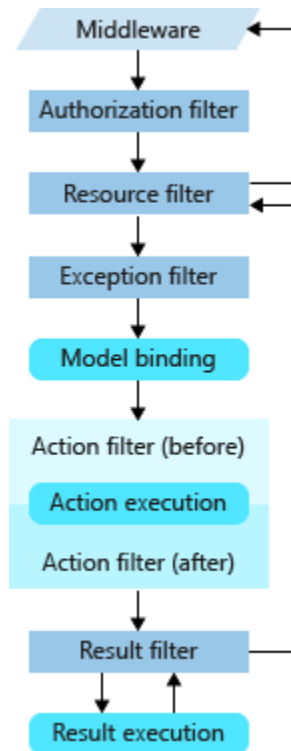 Middleware
Authorization filter
Resource filter
Exception filter
Model binding
Action filter (before)
Action execution
Action filter (after)
Result filter
Result execution